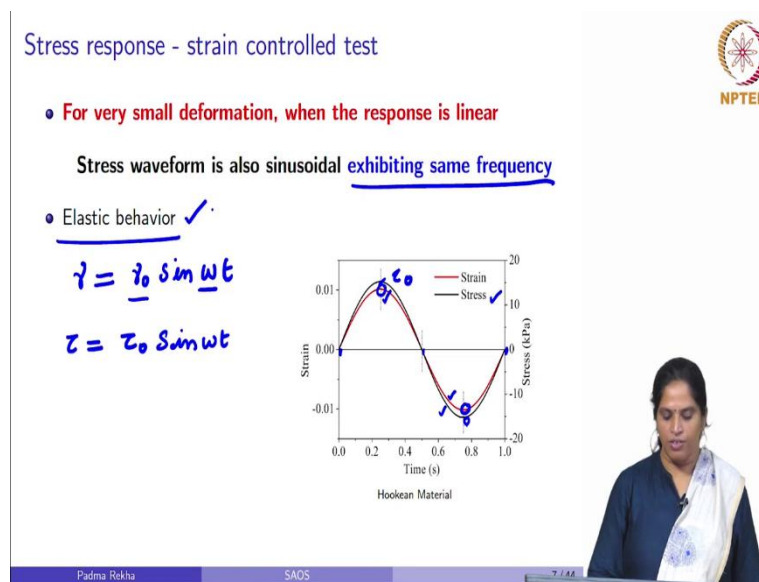 Stress response - strain controlled test
NPTEL
• For very small deformation, when the response is linear
Stress waveform is also sinusoidal exhibiting same frequency
• Elastic behavior ✓
γ = γ₀ sin ωt
τ = τ₀ sin ωt
τ₀
Strain
Stress
0.01
0.00
-0.01
Strain
20
10
0
-10
-20
Stress (kPa)
0.0 0.2 0.4 0.6 0.8 1.0
Time (s)
Hookean Material
Padma Rekha SAOS 7 / 44